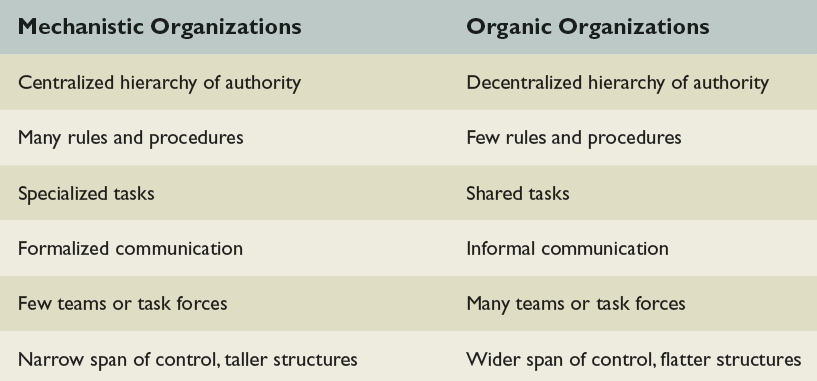 Mechanistic Organizations Organic Organizations
Centralized hierarchy of authority Decentralized hierarchy of authority
Many rules and procedures Few rules and procedures
Specialized tasks Shared tasks
Formalized communication Informal communication
Few teams or task forces Many teams or task forces
Narrow span of control, taller structures Wider span of control, flatter structures